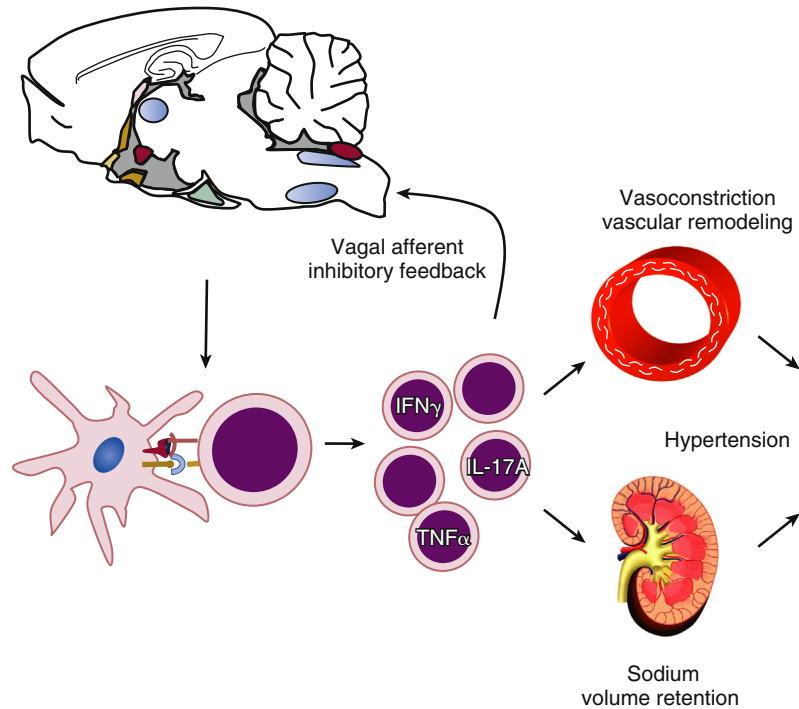 Vasoconstriction
vascular remodeling
Vagal afferent
inhibitory feedback
IFNγ
IL-17A
TNFα
Hypertension
Sodium
volume retention